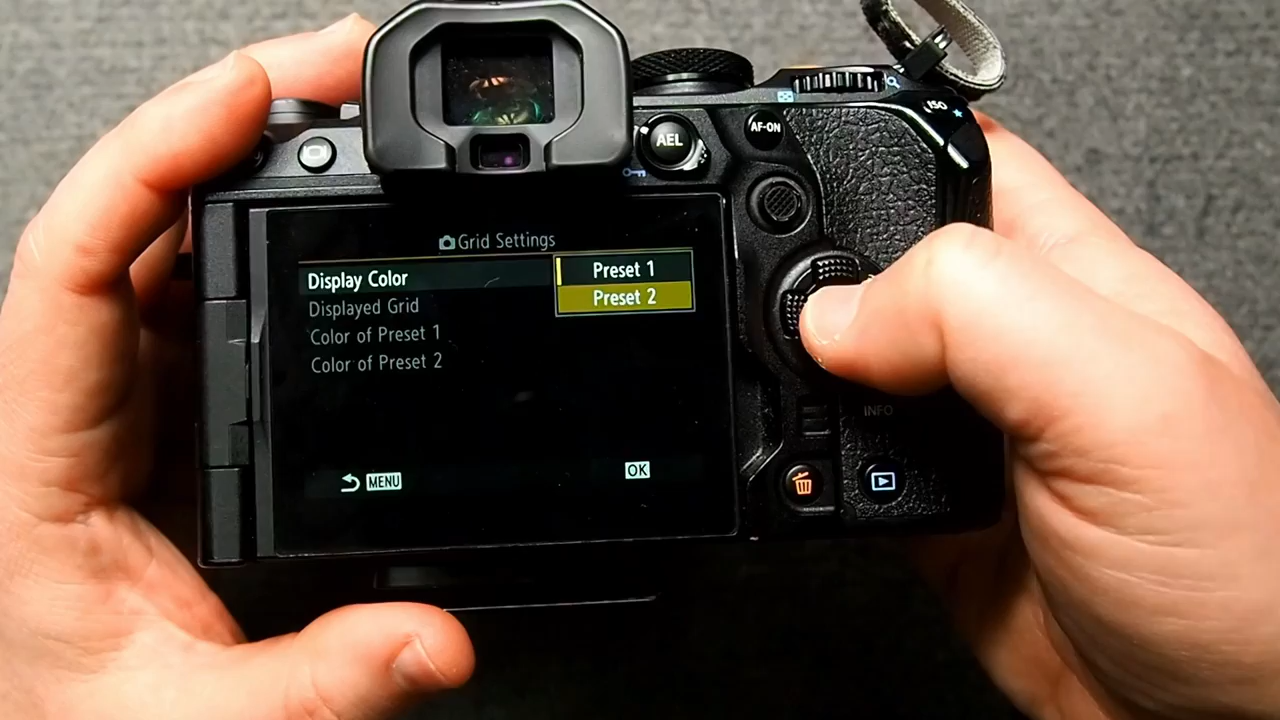 ISO
AEL
AF-ON
Grid Settings
Display Color
Preset 1
Displayed Grid
Preset 2
Color of Preset 1
Color of Preset 2
MENU
OK
INFO